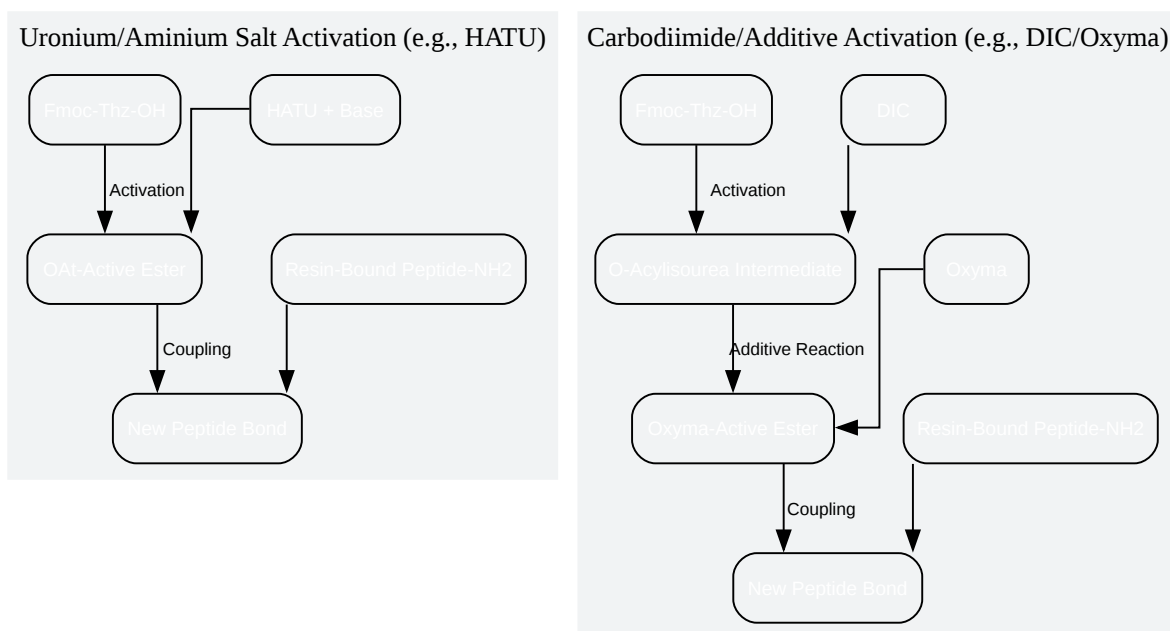 Uronium/Aminium Salt Activation (e.g., HATU)
Fmoc-Thz-OH
HATU + Base
Activation
OAt-Active Ester
Resin-Bound Peptide-NH2
Coupling
New Peptide Bond
Carbodiimide/Additive Activation (e.g., DIC/Oxyma)
Fmoc-Thz-OH
DIC
Activation
O-Acylisourea Intermediate
Oxyma
Additive Reaction
Oxyma-Active Ester
Resin-Bound Peptide-NH2
Coupling
New Peptide Bond